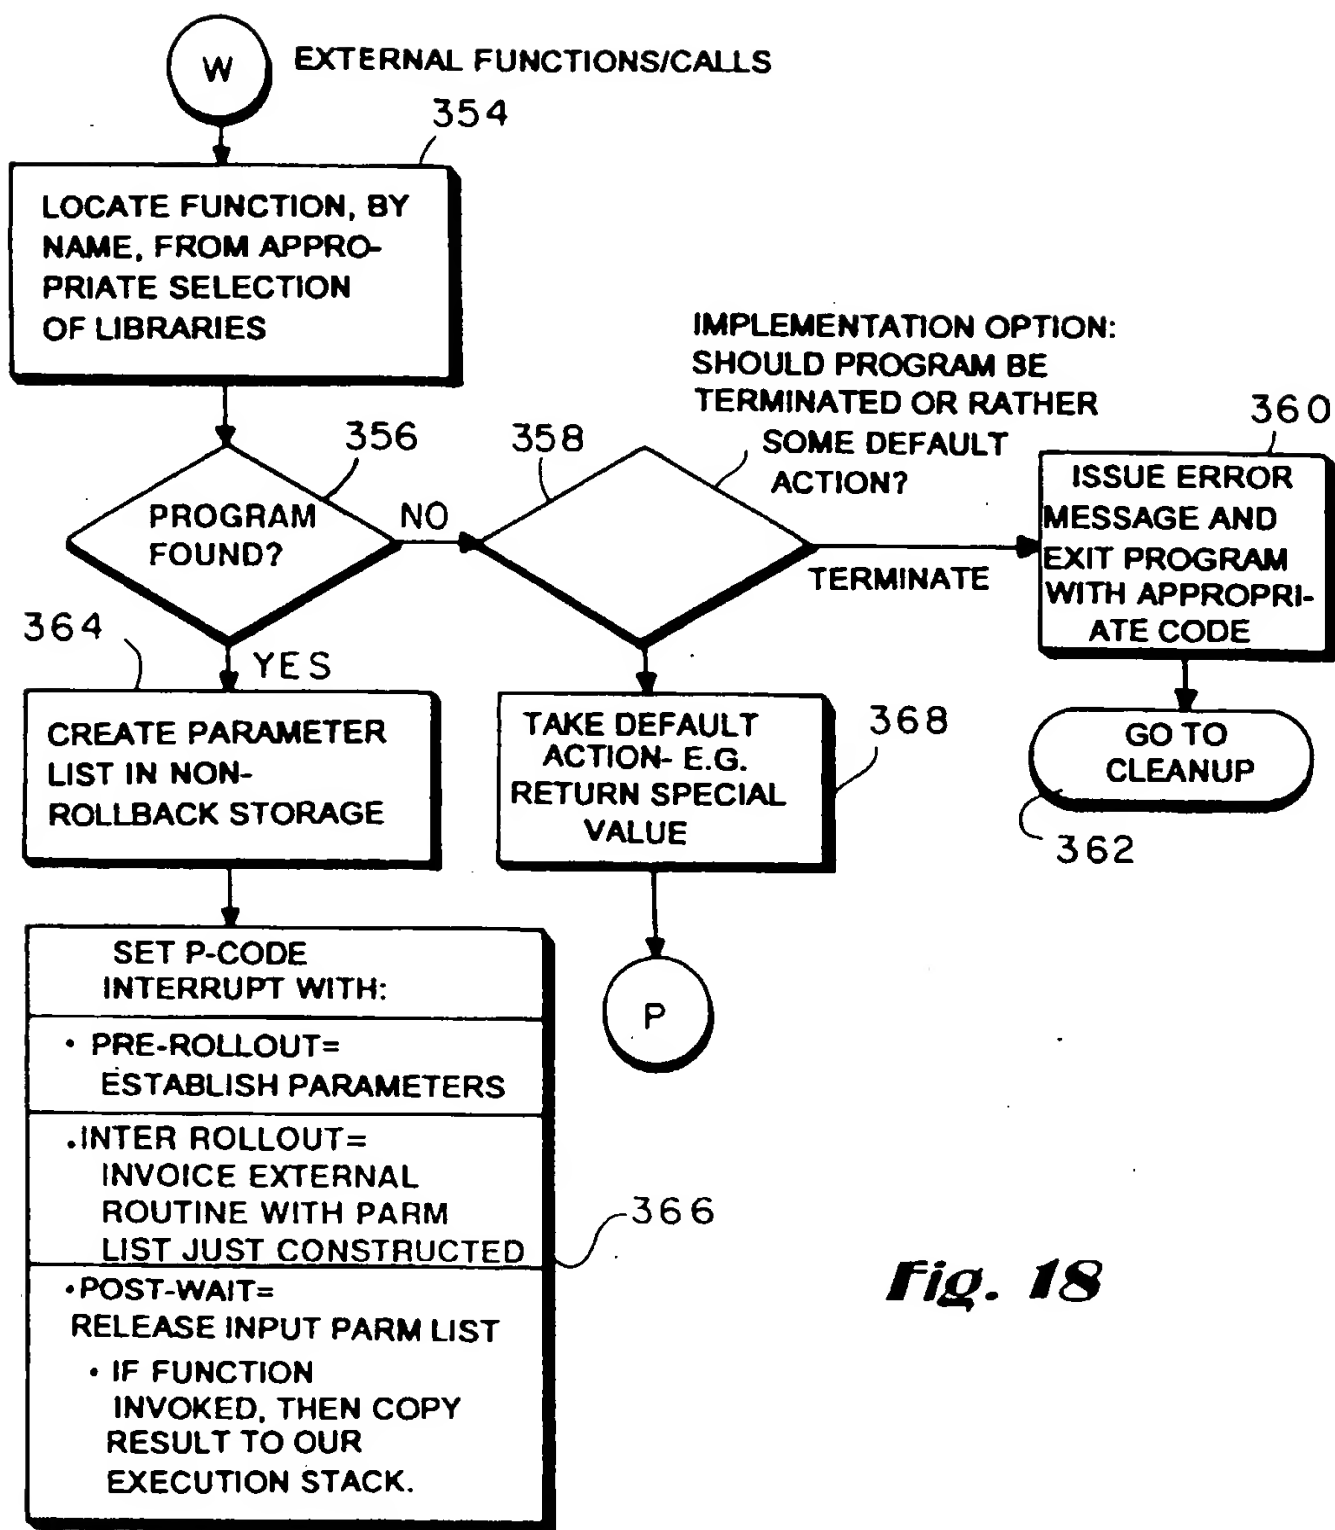 W
EXTERNAL FUNCTIONS/CALLS
354
LOCATE FUNCTION, BY
NAME, FROM APPRO-
PRIATE SELECTION
OF LIBRARIES
IMPLEMENTATION OPTION:
SHOULD PROGRAM BE
TERMINATED OR RATHER
SOME DEFAULT
ACTION?
356
358
360
PROGRAM
FOUND?
NO
TERMINATE
ISSUE ERROR
MESSAGE AND
EXIT PROGRAM
WITH APPROPRI-
ATE CODE
364
YES
CREATE PARAMETER
LIST IN NON-
ROLLBACK STORAGE
TAKE DEFAULT
ACTION- E.G.
RETURN SPECIAL
VALUE
368
GO TO
CLEANUP
362
P
SET P-CODE
INTERRUPT WITH:
• PRE-ROLLOUT=
ESTABLISH PARAMETERS
.INTER ROLLOUT=
INVOICE EXTERNAL
ROUTINE WITH PARM
LIST JUST CONSTRUCTED
366
•POST-WAIT=
RELEASE INPUT PARM LIST
• IF FUNCTION
INVOKED, THEN COPY
RESULT TO OUR
EXECUTION STACK.
Fig. 18